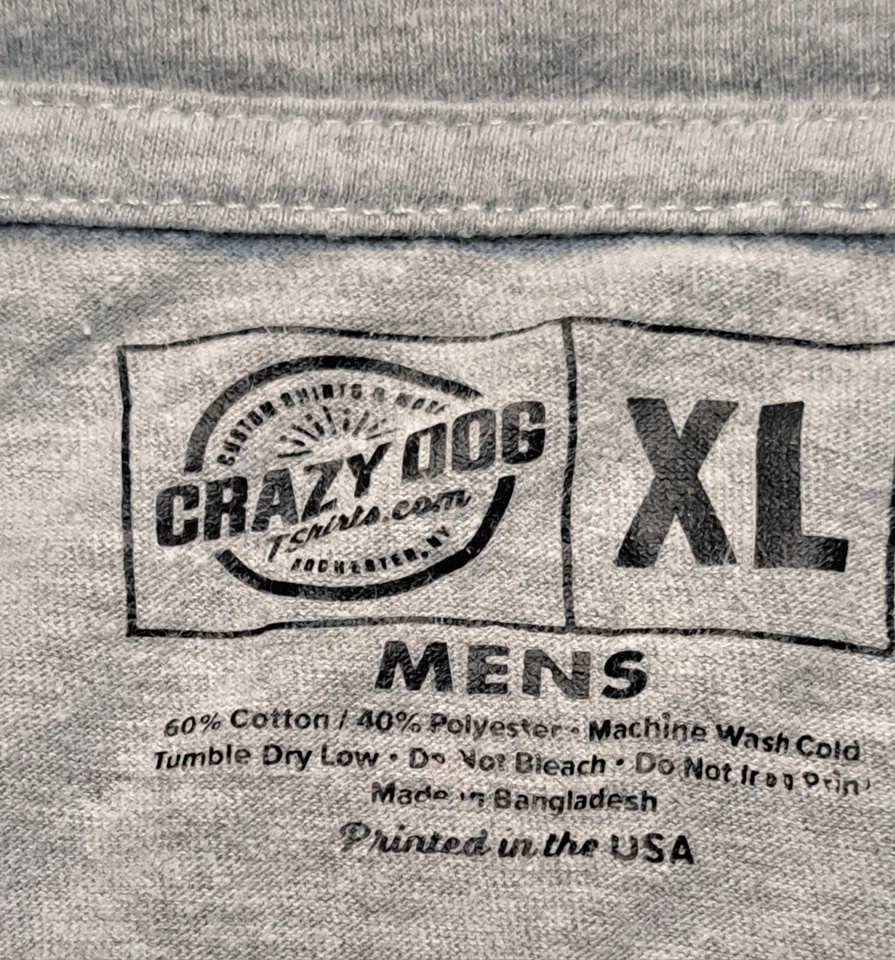 CUSTOM SHIRTS & MORE
CRAZY DOG
TShirts.com
ROCHESTER, NY
XL
MENS
60% Cotton / 40% Polyester • Machine Wash Cold
Tumble Dry Low • Do Not Bleach • Do Not Iron Print
Made in Bangladesh
Printed in the USA